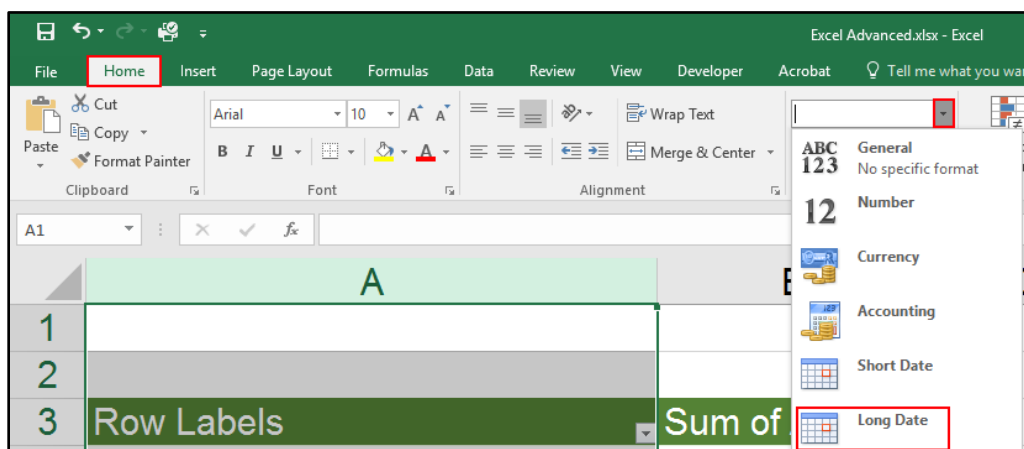 Excel Advanced.xlsx - Excel
File Home Insert Page Layout Formulas Data Review View Developer Acrobat Tell me what you
Cut
Copy
Paste
Format Painter
Arial 10 A A
B I U A
Wrap Text
Merge & Center
Clipboard Font Alignment
A1 fx
ABC
123
General
No specific format
12
Number
Currency
Accounting
Short Date
Long Date
A
1
2
3 Row Labels Sum of